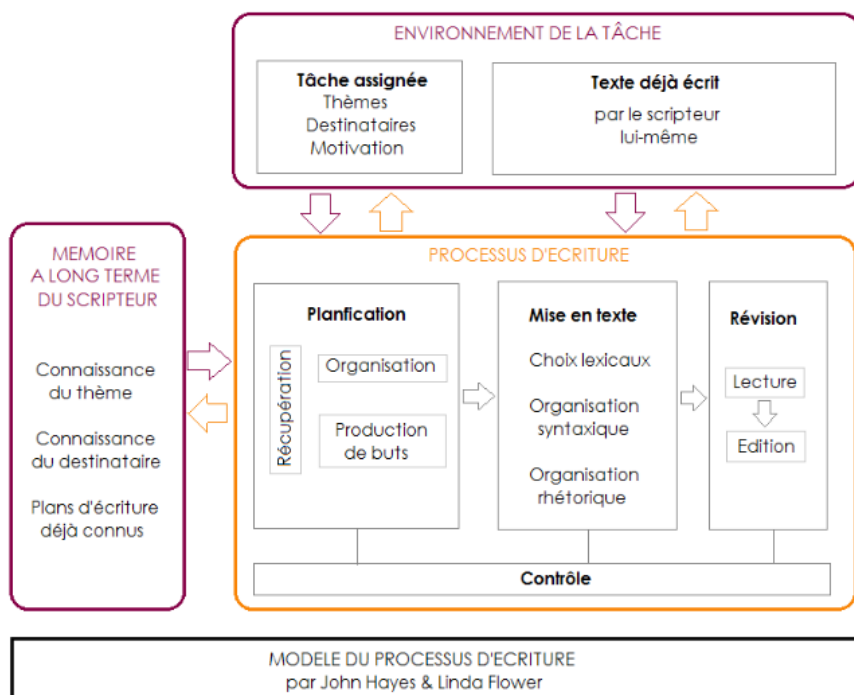 ENVIRONNEMENT DE LA TÂCHE
Tâche assignée
Thèmes
Destinataires
Motivation
Texte déjà écrit
par le scripteur
lui-même
MEMOIRE
A LONG TERME
DU SCRIPTEUR
Connaissance
du thème
Connaissance
du destinataire
Plans d'écriture
déjà connus
PROCESSUS D'ECRITURE
Planfication
Récupération
Organisation
Production
de buts
Mise en texte
Choix lexicaux
Organisation
syntaxique
Organisation
rhétorique
Révision
Lecture
Edition
Contrôle
MODELE DU PROCESSUS D'ECRITURE
par John Hayes & Linda Flower